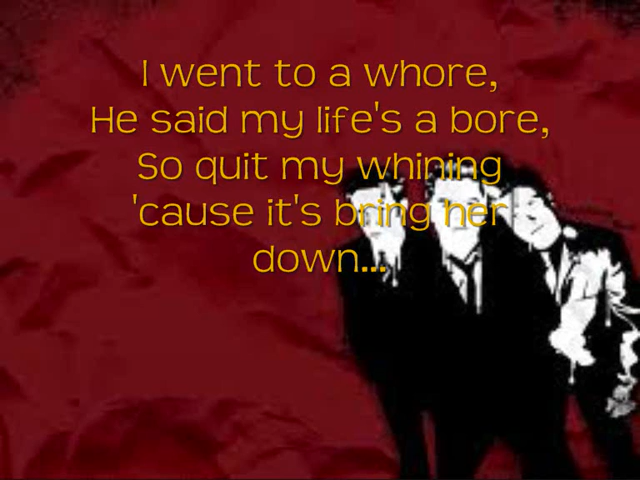 I went to a whore,
He said my life's a bore,
So quit my whining
'cause it's bring her
down...